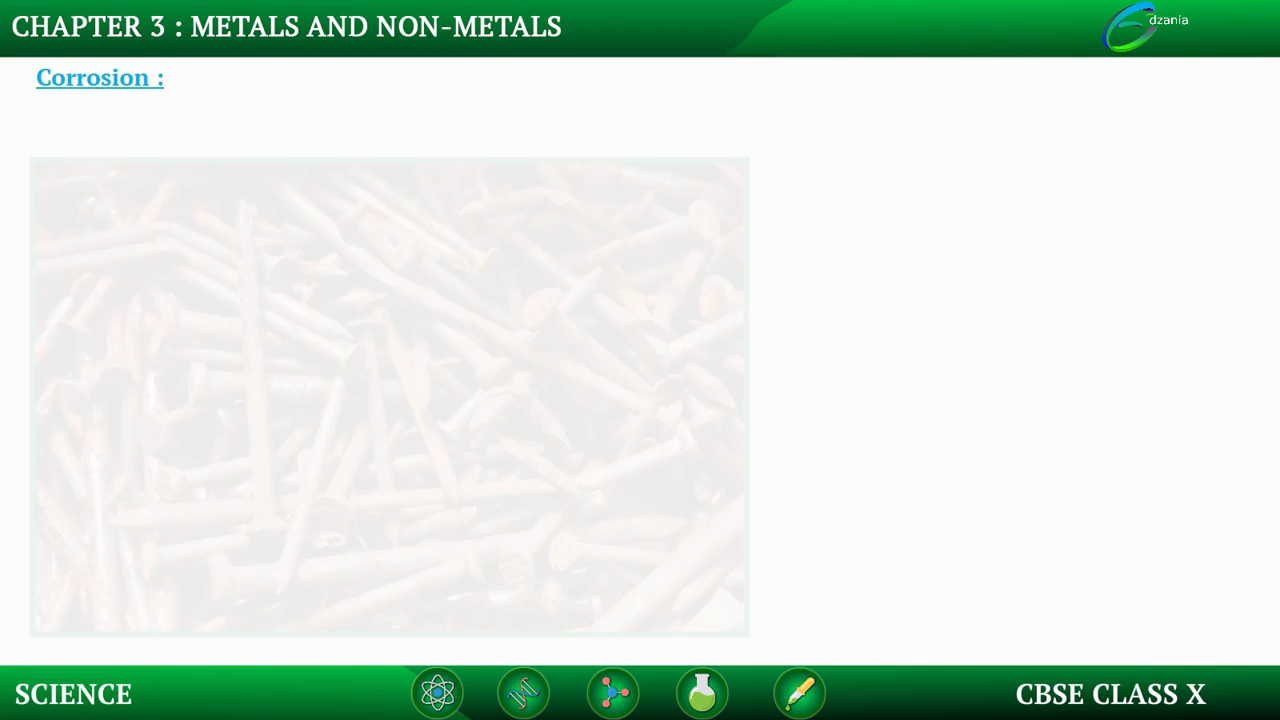 CHAPTER 3 : METALS AND NON-METALS
dzania
Corrosion :
SCIENCE
CBSE CLASS X